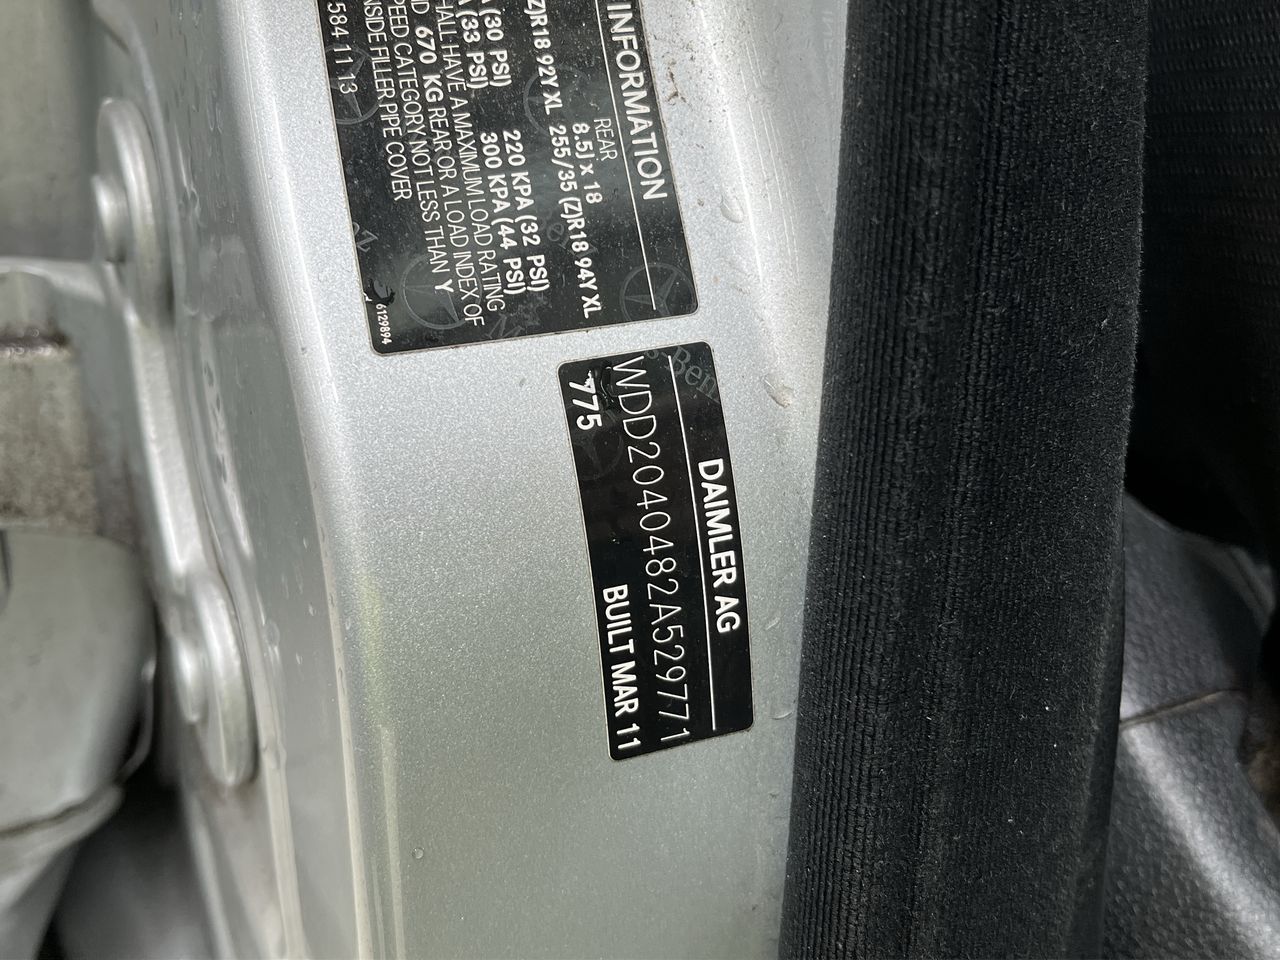 INFORMATION
REAR:
8.5J x 18
(Z)R18 92Y XL 255/35 (Z)R18 94Y XL
(30 PSI) 220 KPA (32 PSI)
(33 PSI) 300 KPA (44 PSI)
HALL HAVE A MAXIMUM LOAD RATING
670 KG REAR OR A LOAD INDEX OF
PEED CATEGORY NOT LESS THAN Y
NSIDE FILLER PIPE COVER
584 11 13
6129894
DAIMLER AG
WDD2040482A529771
775 BUILT MAR 11